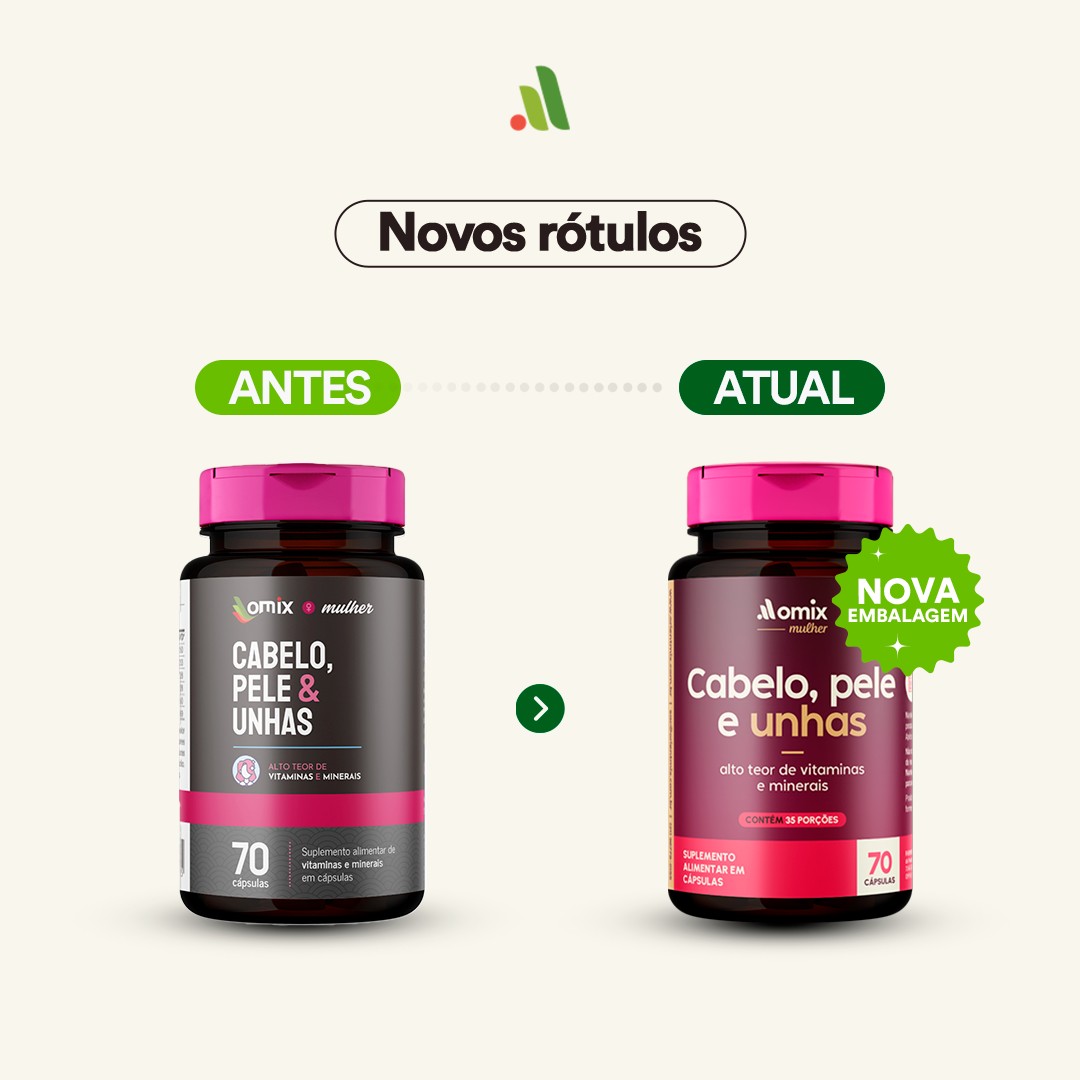 Novos rótulos
ANTES
ATUAL
omix mulher
CABELO,
PELE &
UNHAS
ALTO TEOR DE
VITAMINAS E MINERAIS
70
cápsulas
Suplemento alimentar de
vitaminas e minerais
em cápsulas
NOVA
EMBALAGEM
omix
mulher
Cabelo, pele
e unhas
alto teor de vitaminas
e minerais
CONTÉM 35 PORÇÕES
SUPLEMENTO
ALIMENTAR EM
CÁPSULAS
70
CÁPSULAS